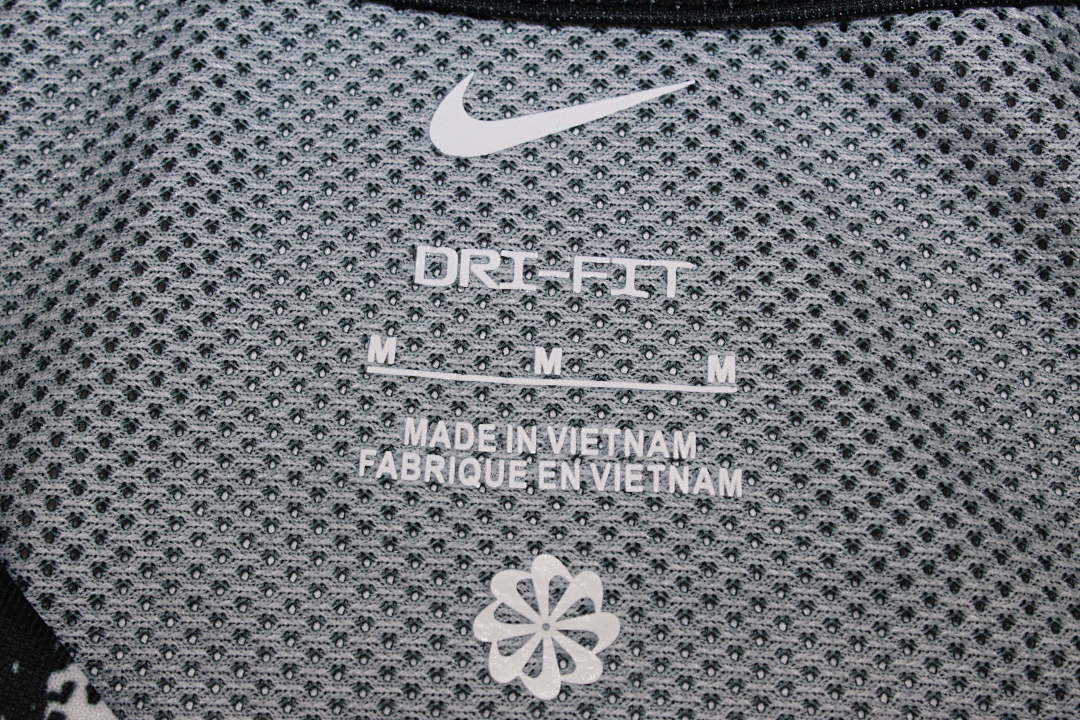 DRI-FIT
M M M
MADE IN VIETNAM
FABRIQUE EN VIETNAM